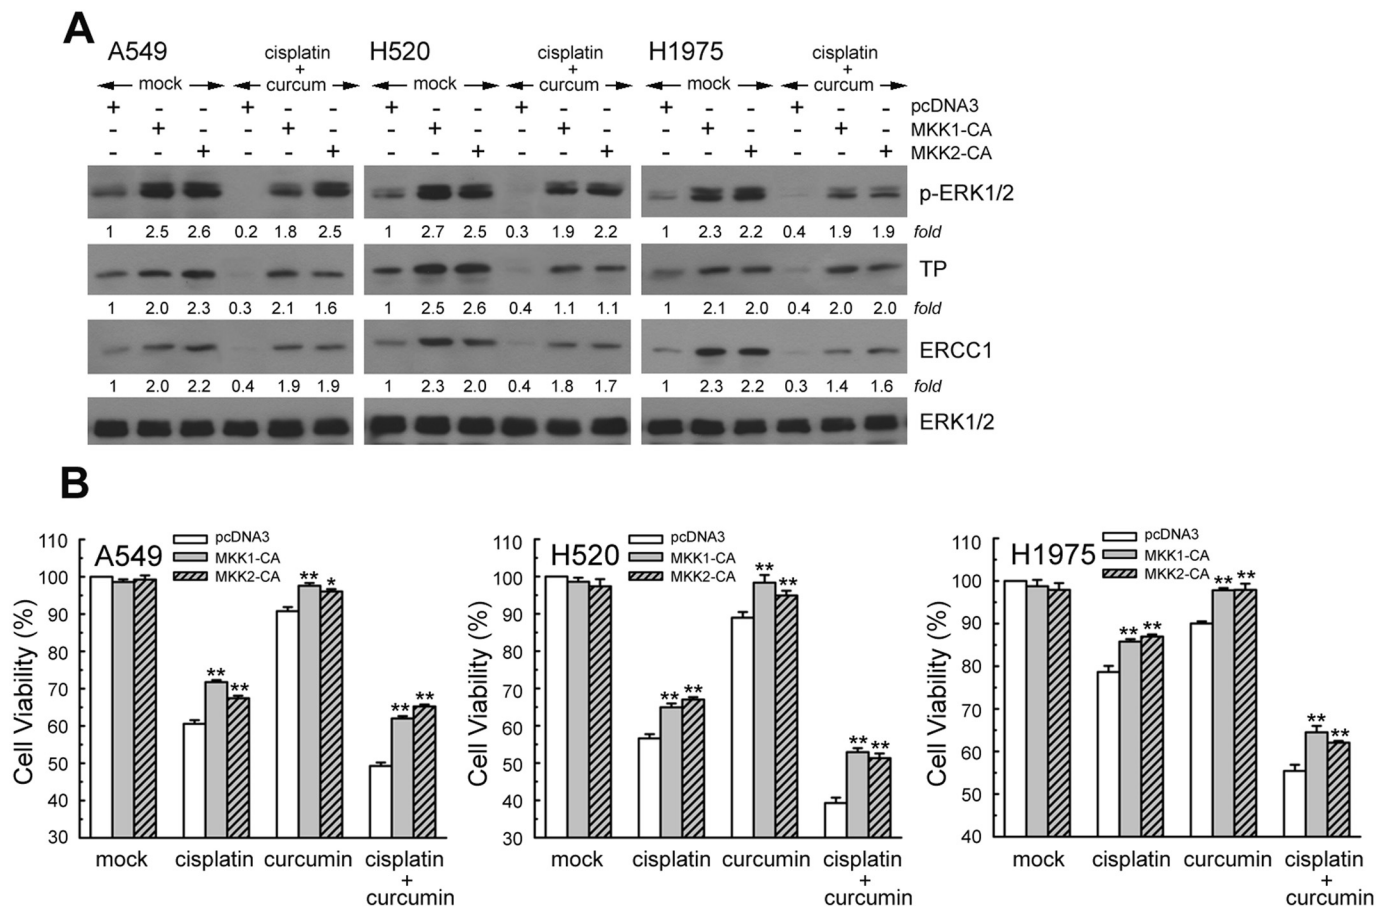 A
A549 cisplatin H520 cisplatin H1975 cisplatin
+ + +
mock curcum mock curcum mock curcum
+ - - + - - + - - + - - + - - + - - pcDNA3
- + - - + - - + - - + - - + - - + - MKK1-CA
- - + - - + - - + - - + - - + - - + MKK2-CA
p-ERK1/2
1 2.5 2.6 0.2 1.8 2.5 1 2.7 2.5 0.3 1.9 2.2 1 2.3 2.2 0.4 1.9 1.9 fold
TP
1 2.0 2.3 0.3 2.1 1.6 1 2.5 2.6 0.4 1.1 1.1 1 2.1 2.0 0.4 2.0 2.0 fold
ERCC1
1 2.0 2.2 0.4 1.9 1.9 1 2.3 2.0 0.4 1.8 1.7 1 2.3 2.2 0.3 1.4 1.6 fold
ERK1/2
B
A549
pcDNA3
MKK1-CA
MKK2-CA
Cell Viability (%)
110
100
90
80
70
60
50
40
30
** *
** **
** **
mock cisplatin curcumin cisplatin
+
curcumin
H520
pcDNA3
MKK1-CA
MKK2-CA
Cell Viability (%)
110
100
90
80
70
60
50
40
30
** **
** **
** **
mock cisplatin curcumin cisplatin
+
curcumin
H1975
pcDNA3
MKK1-CA
MKK2-CA
Cell Viability (%)
110
100
90
80
70
60
50
40
** **
** **
** **
mock cisplatin curcumin cisplatin
+
curcumin